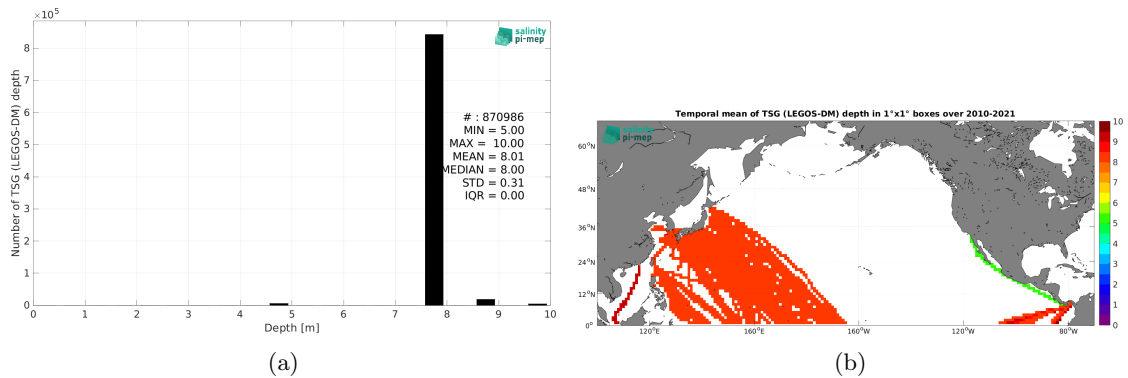 ×10⁵
8
7
6
5
4
3
2
1
0
Number of TSG (LEGOS-DM) depth
salinity
pi-mep
# : 870986
MIN = 5.00
MAX = 10.00
MEAN = 8.01
MEDIAN = 8.00
STD = 0.31
IQR = 0.00
0 1 2 3 4 5 6 7 8 9 10
Depth [m]
(a)
Temporal mean of TSG (LEGOS-DM) depth in 1°x1° boxes over 2010-2021
salinity
pi-mep
60°N
48°N
36°N
24°N
12°N
0°
120°E 160°E 160°W 120°W 80°W
10
9
8
7
6
5
4
3
2
1
0
(b)